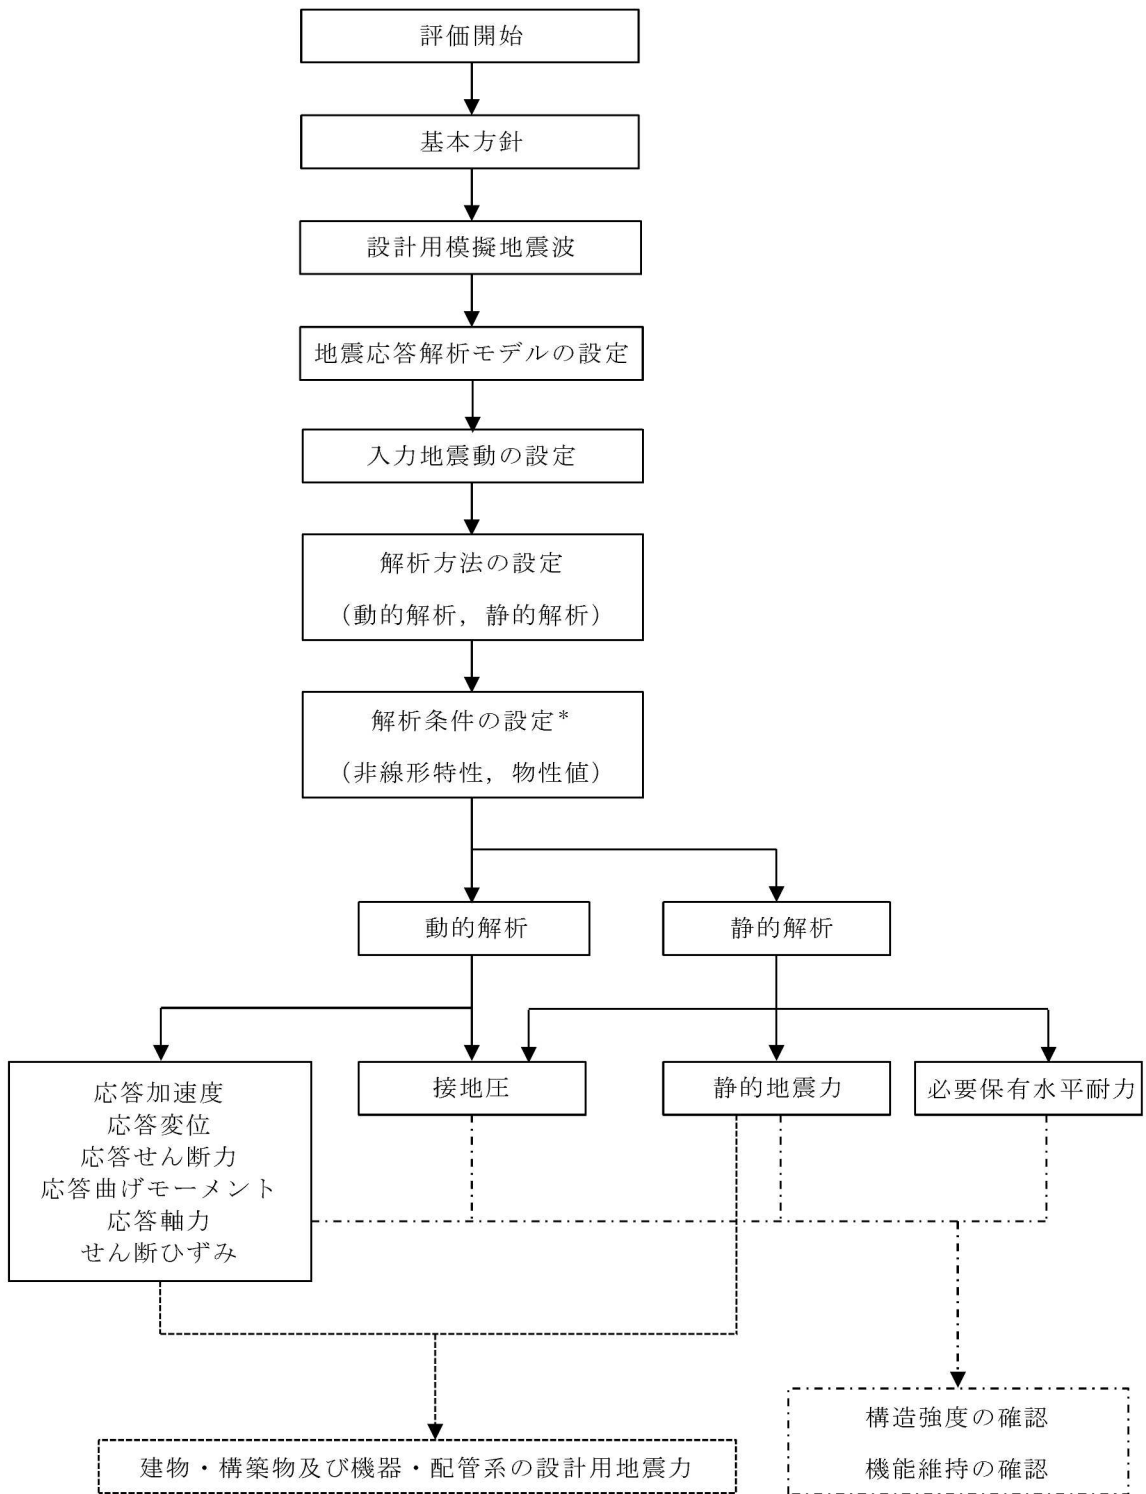 評価開始
基本方針
設計用模擬地震波
地震応答解析モデルの設定
入力地震動の設定
解析方法の設定
（動的解析，静的解析）
解析条件の設定*
（非線形特性，物性値）
動的解析
静的解析
応答加速度
応答変位
応答せん断力
応答曲げモーメント
応答軸力
せん断ひずみ
接地圧
静的地震力
必要保有水平耐力
建物・構築物及び機器・配管系の設計用地震力
構造強度の確認
機能維持の確認